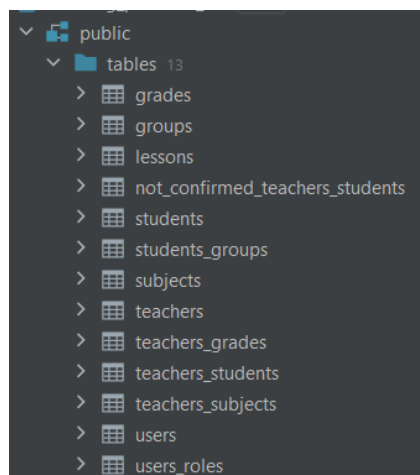 public
tables 13
grades
groups
lessons
not_confirmed_teachers_students
students
students_groups
subjects
teachers
teachers_grades
teachers_students
teachers_subjects
users
users_roles